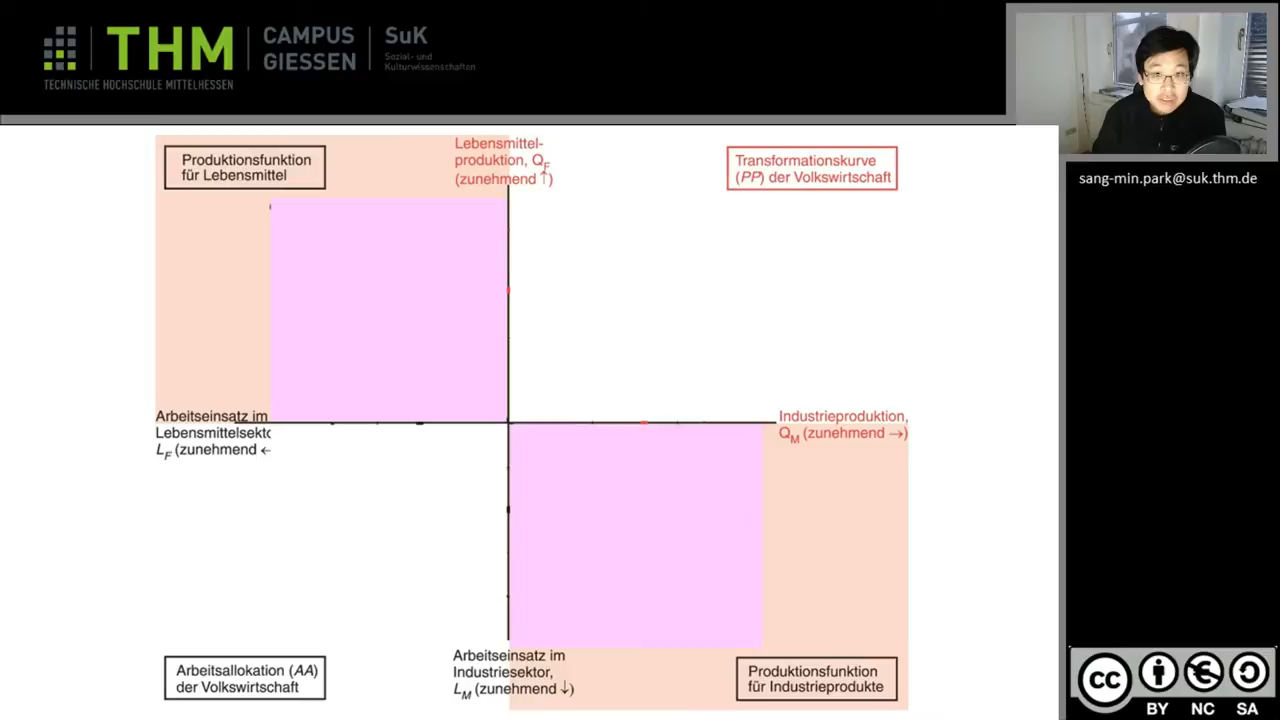 THM
TECHNISCHE HOCHSCHULE MITTELHESSEN
CAMPUS
GIESSEN
SuK
Sozial- und
Kulturwissenschaften
sang-min.park@suk.thm.de
Produktionsfunktion
für Lebensmittel
Lebensmittel-
produktion, QF
(zunehmend ↑)
Transformationskurve
(PP) der Volkswirtschaft
Arbeitseinsatz im
Lebensmittelsekto
LF (zunehmend ←
Industrieproduktion,
QM (zunehmend →)
Arbeitsallokation (AA)
der Volkswirtschaft
Arbeitseinsatz im
Industriesektor,
LM (zunehmend ↓)
Produktionsfunktion
für Industrieprodukte
cc
BY NC SA